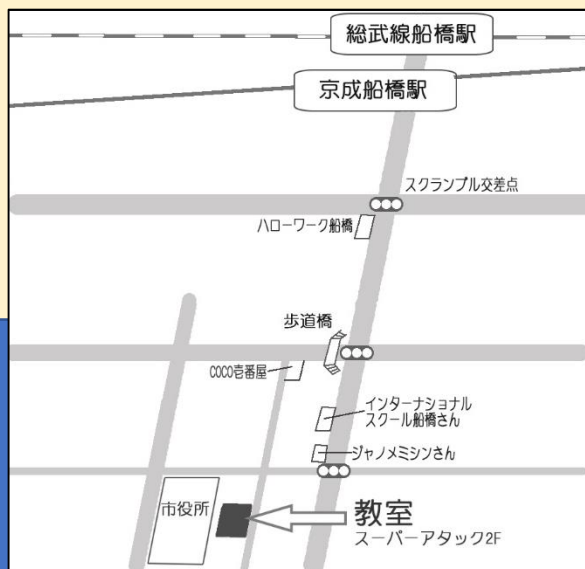 総武線船橋駅
京成船橋駅
スクランブル交差点
ハローワーク船橋
歩道橋
COCO壱番屋
インターナショナル
スクール船橋さん
ジャノメミシンさん
市役所
教室
スーパーアタック2F